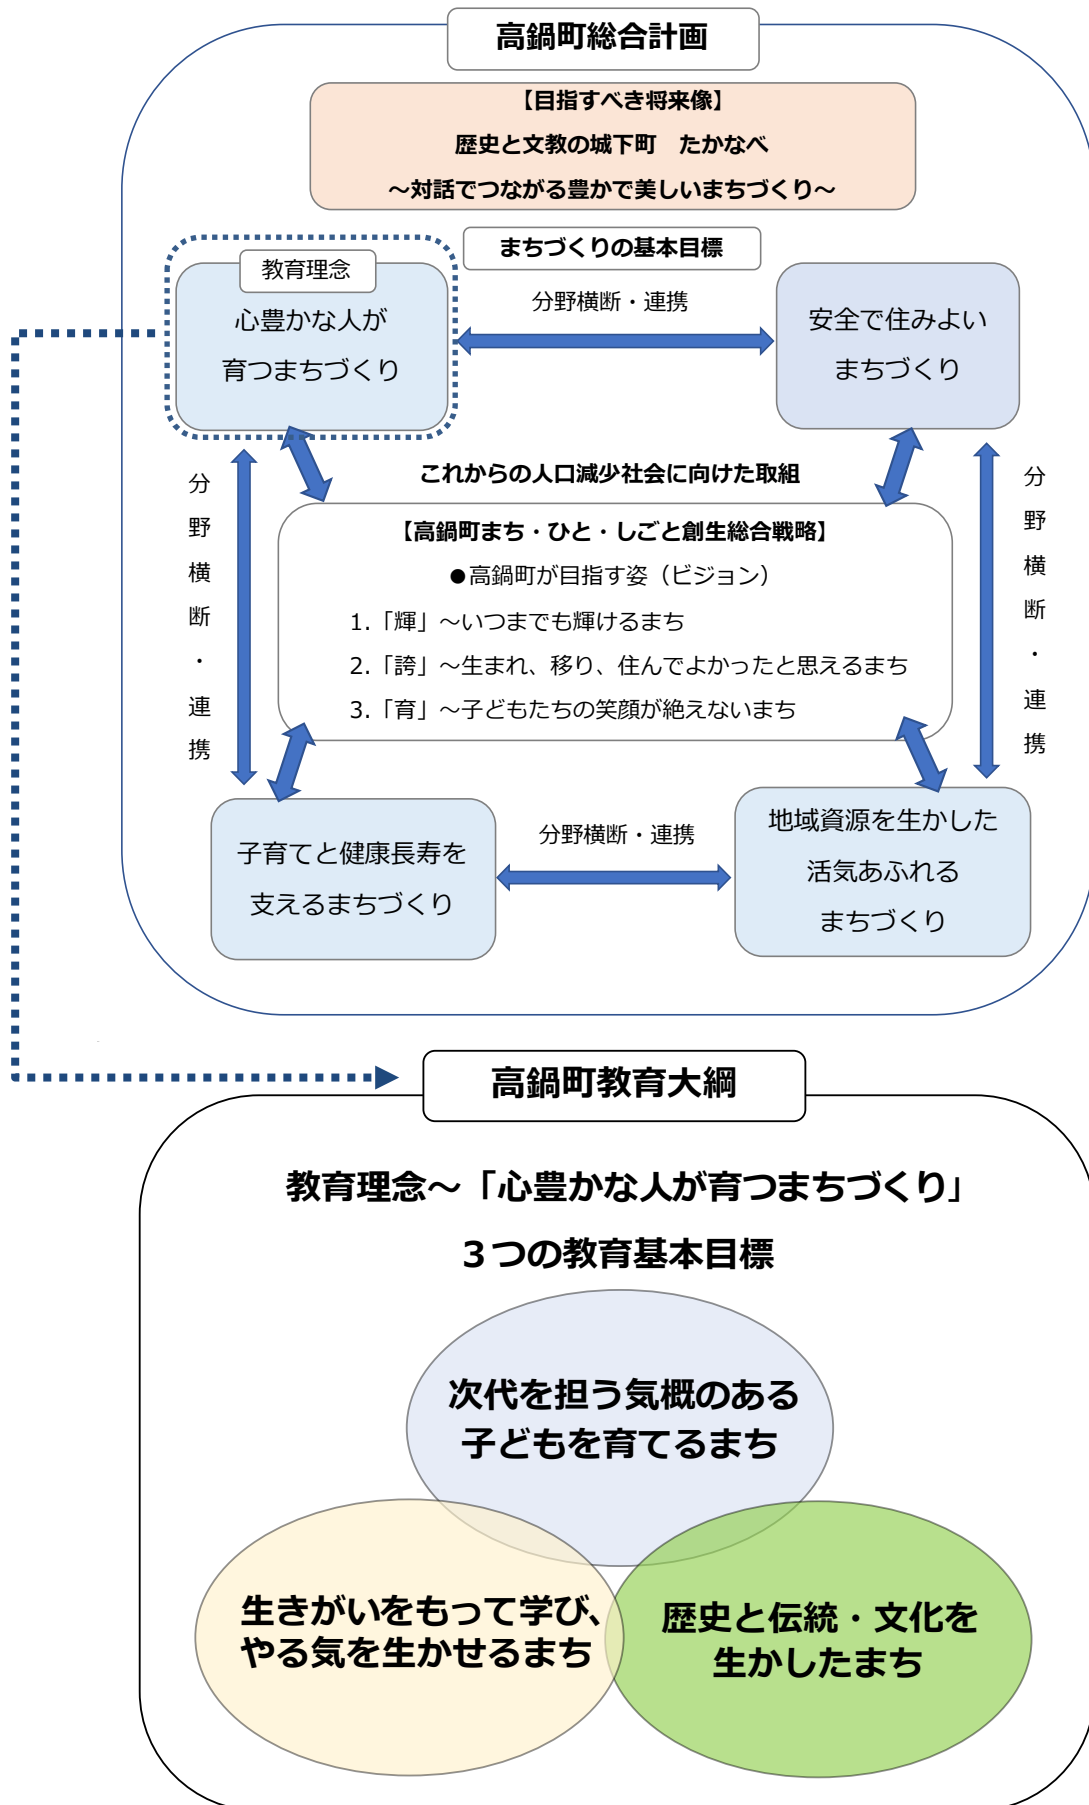 高鍋町総合計画
【目指すべき将来像】
歴史と文教の城下町　たかなべ
～対話でつながる豊かで美しいまちづくり～
まちづくりの基本目標
教育理念
心豊かな人が
育つまちづくり
分野横断・連携
安全で住みよい
まちづくり
分野横断・連携
これからの人口減少社会に向けた取組
分野横断・連携
【高鍋町まち・ひと・しごと創生総合戦略】
●高鍋町が目指す姿（ビジョン）
1.「輝」～いつまでも輝けるまち
2.「誇」～生まれ、移り、住んでよかったと思えるまち
3.「育」～子どもたちの笑顔が絶えないまち
子育てと健康長寿を
支えるまちづくり
分野横断・連携
地域資源を生かした
活気あふれる
まちづくり
高鍋町教育大綱
教育理念～「心豊かな人が育つまちづくり」
３つの教育基本目標
次代を担う気概のある
子どもを育てるまち
生きがいをもって学び、
やる気を生かせるまち
歴史と伝統・文化を
生かしたまち